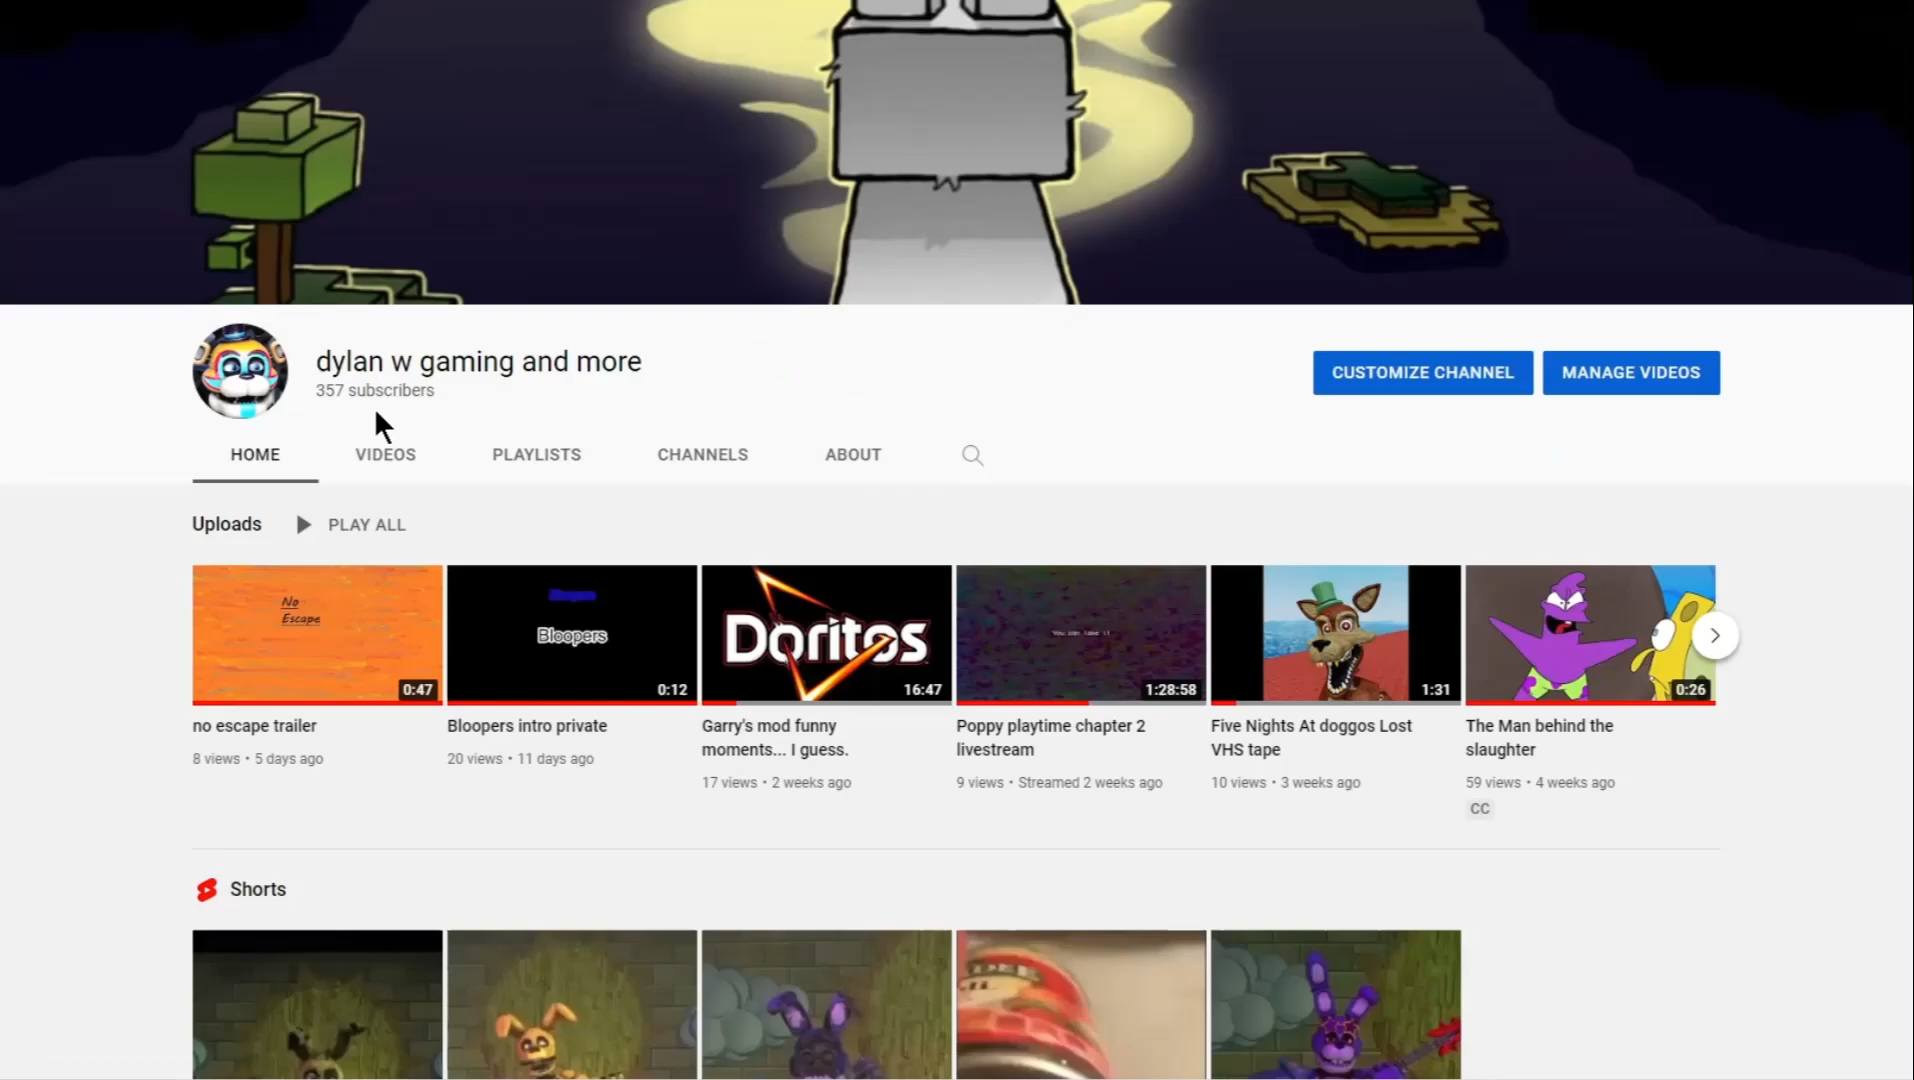 dylan w gaming and more
357 subscribers
CUSTOMIZE CHANNEL
MANAGE VIDEOS
HOME
VIDEOS
PLAYLISTS
CHANNELS
ABOUT
Uploads
PLAY ALL
No
Escape
0:47
no escape trailer
8 views • 5 days ago
Bloopers
Bloopers
0:12
Bloopers intro private
20 views • 11 days ago
Doritos
16:47
Garry's mod funny
moments... I guess.
17 views • 2 weeks ago
You can take it
1:28:58
Poppy playtime chapter 2
livestream
9 views • Streamed 2 weeks ago
1:31
Five Nights At doggos Lost
VHS tape
10 views • 3 weeks ago
0:26
The Man behind the
slaughter
59 views • 4 weeks ago
CC
Shorts